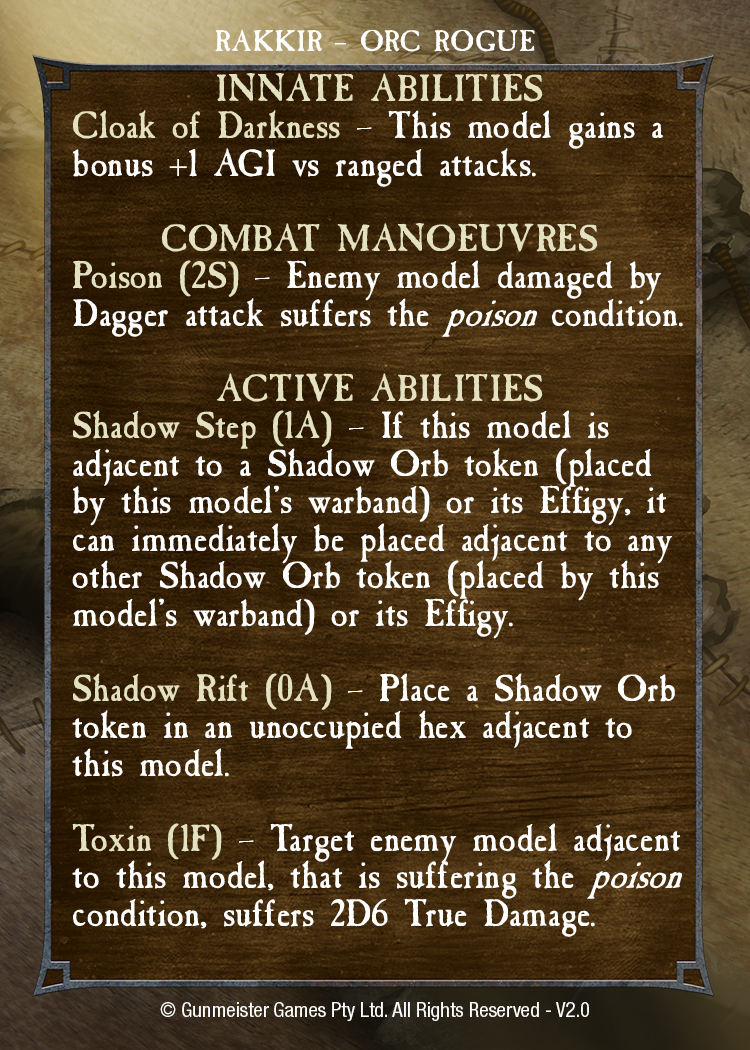 RAKKIR – ORC ROGUE
INNATE ABILITIES
Cloak of Darkness – This model gains a
bonus +1 AGI vs ranged attacks.
COMBAT MANOEUVRES
Poison (2S) – Enemy model damaged by
Dagger attack suffers the poison condition.
ACTIVE ABILITIES
Shadow Step (1A) – If this model is
adjacent to a Shadow Orb token (placed
by this model's warband) or its Effigy, it
can immediately be placed adjacent to any
other Shadow Orb token (placed by this
model's warband) or its Effigy.
Shadow Rift (0A) – Place a Shadow Orb
token in an unoccupied hex adjacent to
this model.
Toxin (1F) – Target enemy model adjacent
to this model, that is suffering the poison
condition, suffers 2D6 True Damage.
© Gunmeister Games Pty Ltd. All Rights Reserved - V2.0